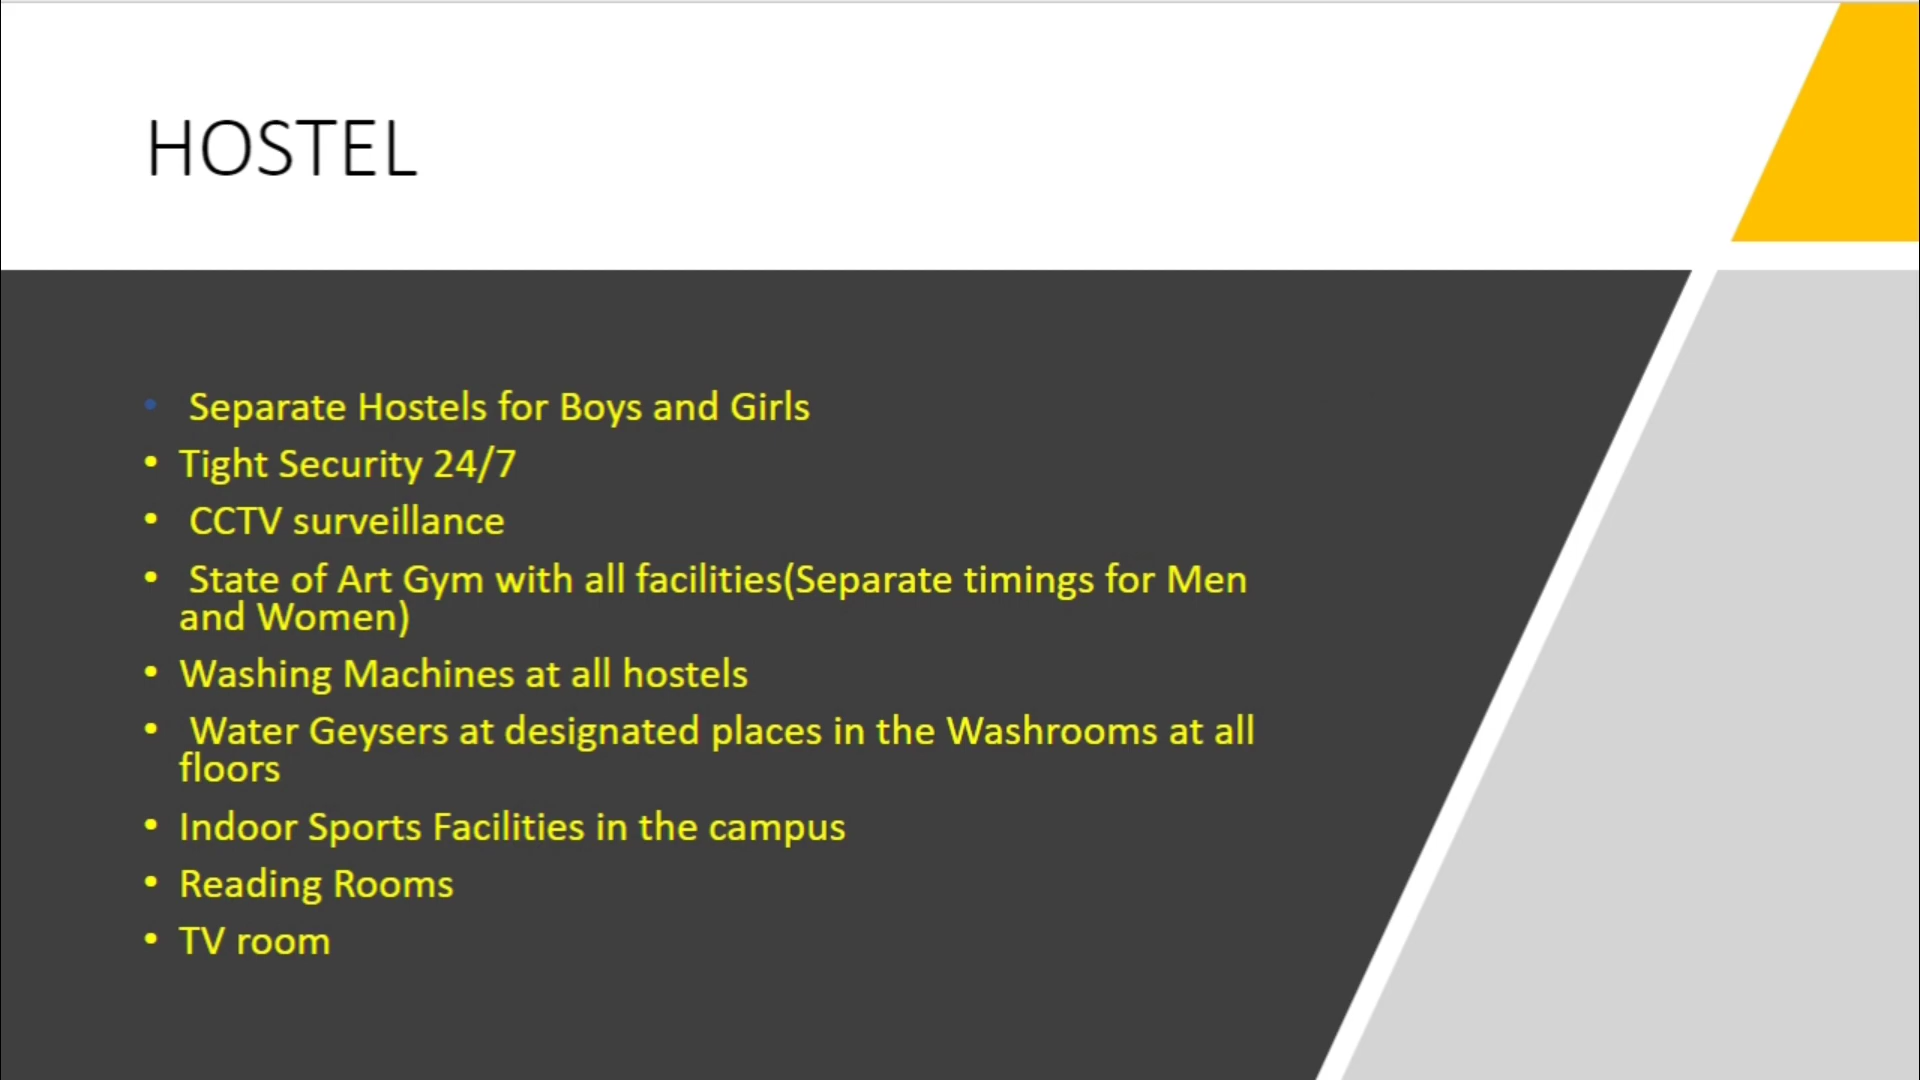 HOSTEL
• Separate Hostels for Boys and Girls
• Tight Security 24/7
• CCTV surveillance
• State of Art Gym with all facilities(Separate timings for Men
and Women)
• Washing Machines at all hostels
• Water Geysers at designated places in the Washrooms at all
floors
• Indoor Sports Facilities in the campus
• Reading Rooms
• TV room